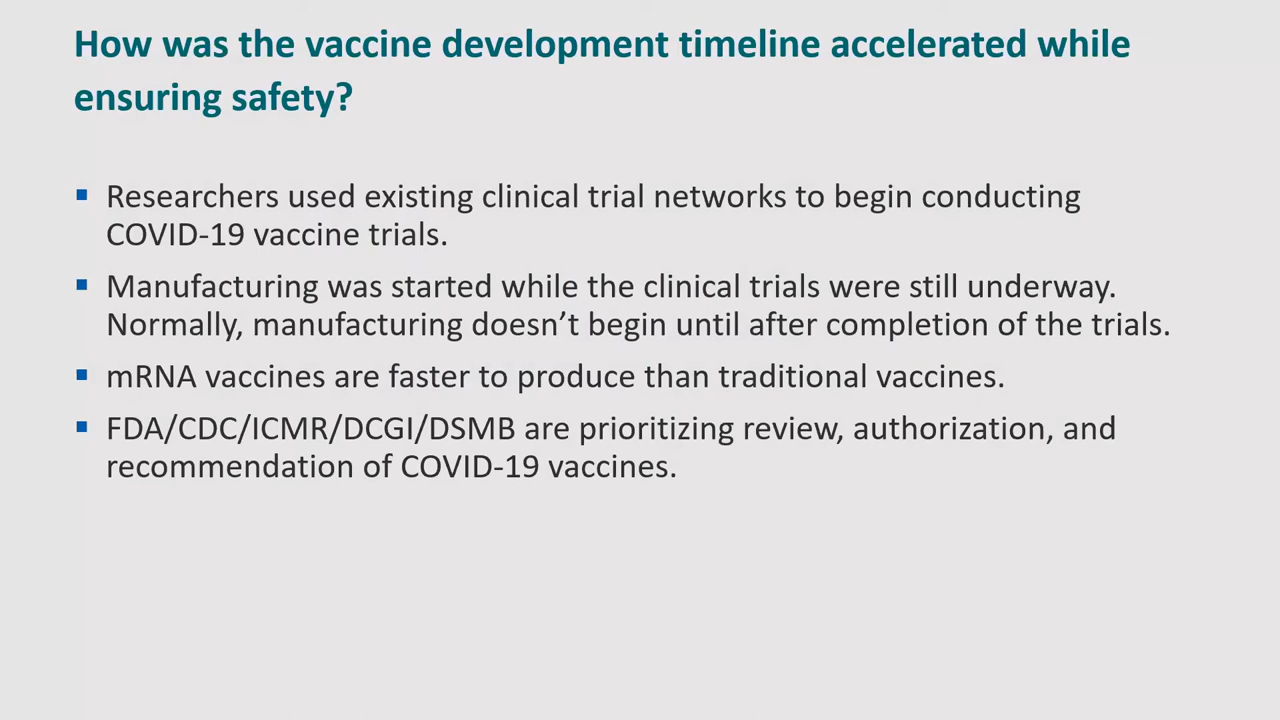 How was the vaccine development timeline accelerated while
ensuring safety?
▪ Researchers used existing clinical trial networks to begin conducting
COVID-19 vaccine trials.
▪ Manufacturing was started while the clinical trials were still underway.
Normally, manufacturing doesn’t begin until after completion of the trials.
▪ mRNA vaccines are faster to produce than traditional vaccines.
▪ FDA/CDC/ICMR/DCGI/DSMB are prioritizing review, authorization, and
recommendation of COVID-19 vaccines.